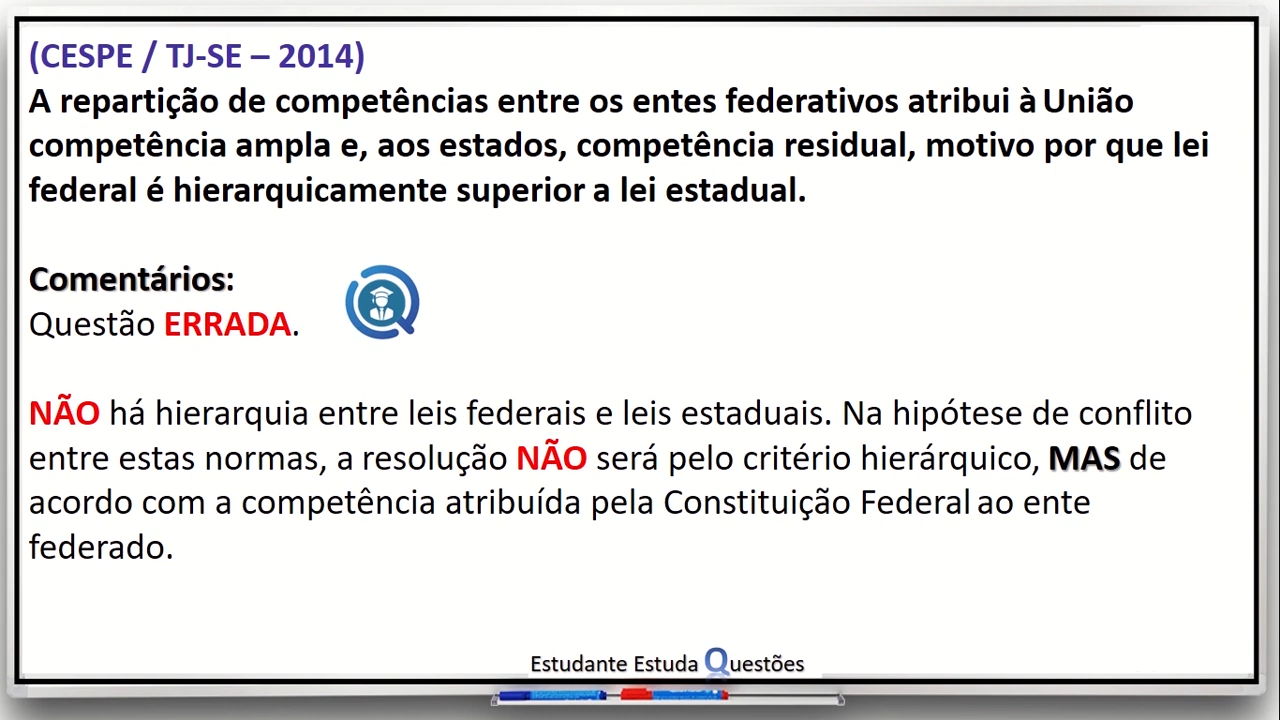 (CESPE / TJ-SE – 2014)
A repartição de competências entre os entes federativos atribui à União
competência ampla e, aos estados, competência residual, motivo por que lei
federal é hierarquicamente superior a lei estadual.
Comentários:
Questão ERRADA.
NÃO há hierarquia entre leis federais e leis estaduais. Na hipótese de conflito
entre estas normas, a resolução NÃO será pelo critério hierárquico, MAS de
acordo com a competência atribuída pela Constituição Federal ao ente
federado.
Estudante Estuda Questões